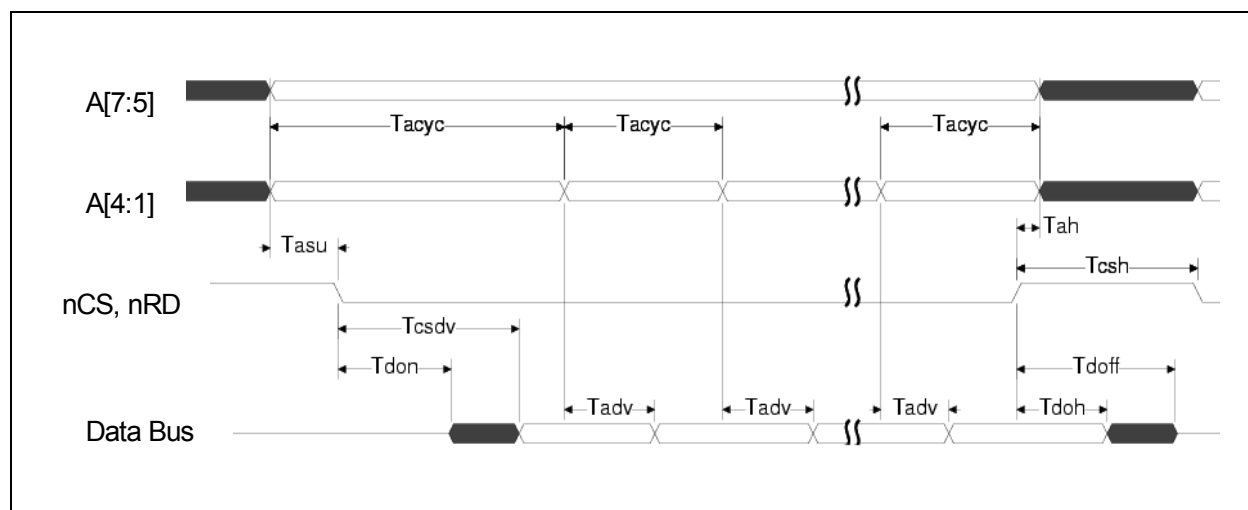 A[7:5]
Tacyc Tacyc Tacyc
A[4:1]
Tah
Tasu
Tcsh
nCS, nRD
Tcsdv
Tdon Tdoff
Tadv Tadv Tadv Tdoh
Data Bus